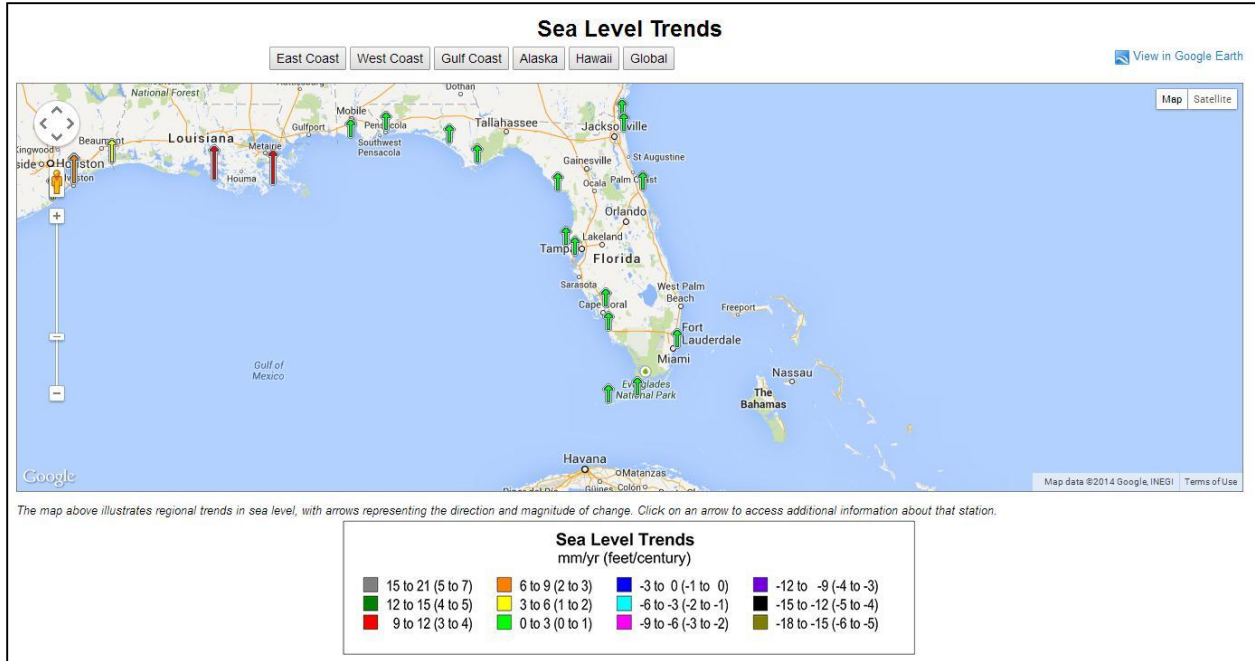 Sea Level Trends
East Coast West Coast Gulf Coast Alaska Hawaii Global
View in Google Earth
Map Satellite
National Forest
Dothan
Mobile
Tallahassee
Jacksonville
Gulfport
Southwest
Pensacola
Beaumont
Louisiana
Metairie
Kingwood
Houston
Houma
Gainesville
St Augustine
Ocala
Palm Coast
Orlando
Lakeland
Tampa
Florida
Sarasota
West Palm
Beach
Cape Coral
Freeport
Fort
Lauderdale
Miami
Gulf of
Mexico
Nassau
Everglades
National Park
The
Bahamas
Havana
Matanzas
Güines Colón
Google
Map data ©2014 Google, INEGI Terms of Use
The map above illustrates regional trends in sea level, with arrows representing the direction and magnitude of change. Click on an arrow to access additional information about that station.
Sea Level Trends
mm/yr (feet/century)
15 to 21 (5 to 7) 6 to 9 (2 to 3) -3 to 0 (-1 to 0) -12 to -9 (-4 to -3)
12 to 15 (4 to 5) 3 to 6 (1 to 2) -6 to -3 (-2 to -1) -15 to -12 (-5 to -4)
9 to 12 (3 to 4) 0 to 3 (0 to 1) -9 to -6 (-3 to -2) -18 to -15 (-6 to -5)